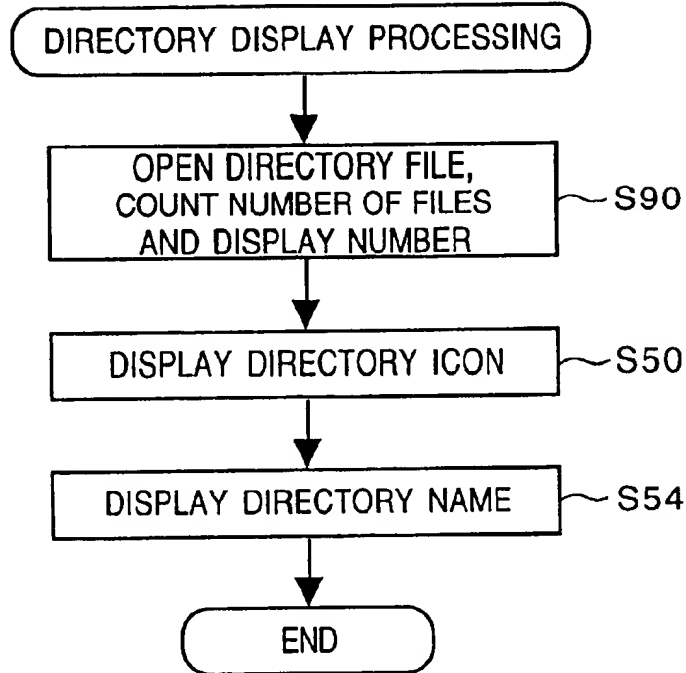 DIRECTORY DISPLAY PROCESSING
OPEN DIRECTORY FILE,
COUNT NUMBER OF FILES
AND DISPLAY NUMBER
S90
DISPLAY DIRECTORY ICON
S50
DISPLAY DIRECTORY NAME
S54
END